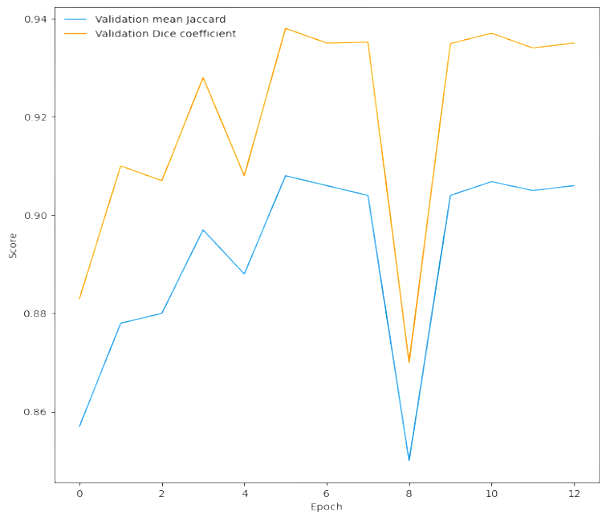 Validation mean Jaccard
Validation Dice coefficient
0.94
0.92
0.90
0.88
0.86
Score
0 2 4 6 8 10 12
Epoch